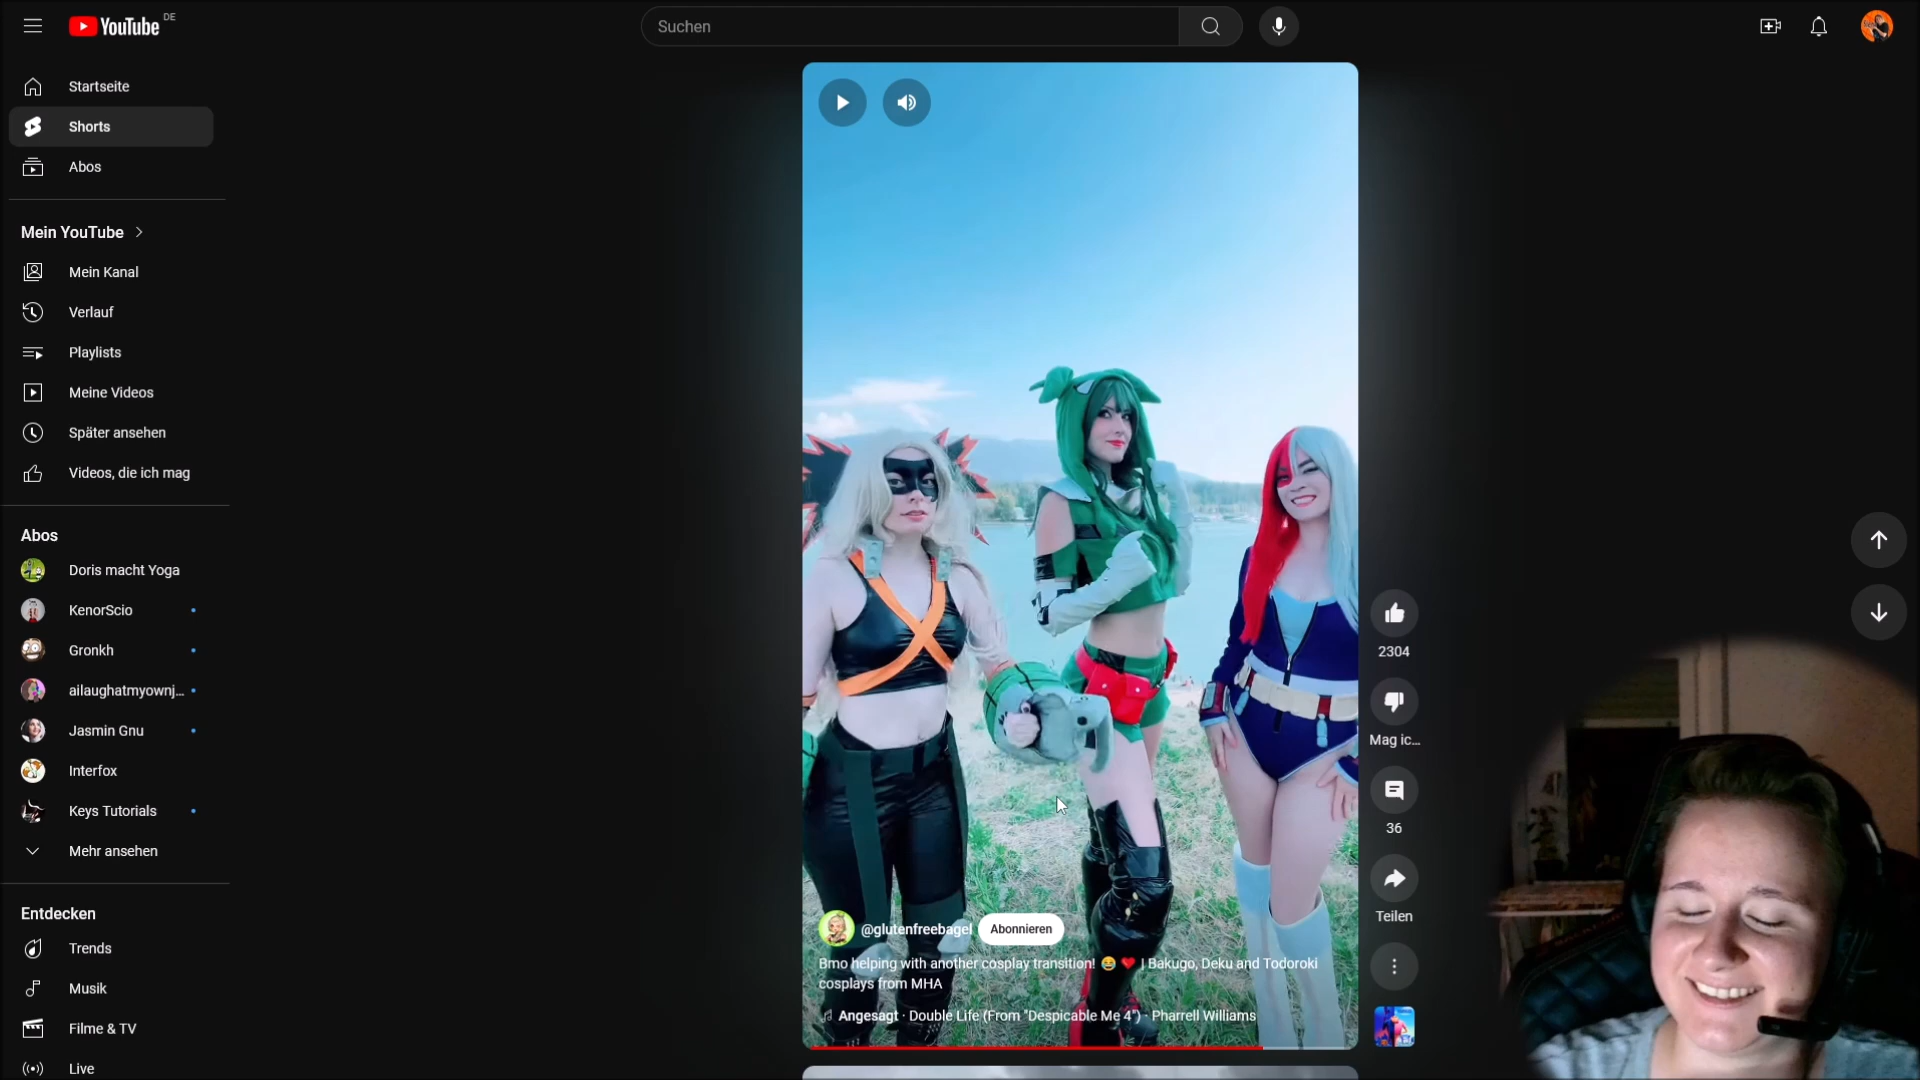 YouTube DE
Suchen
Startseite
Shorts
Abos
Mein YouTube
Mein Kanal
Verlauf
Playlists
Meine Videos
Später ansehen
Videos, die ich mag
Abos
Doris macht Yoga
KenorScio
Gronkh
ailaughatmyownj...
Jasmin Gnu
Interfox
Keys Tutorials
Mehr ansehen
Entdecken
Trends
Musik
Filme & TV
Live
@glutenfreebagel Abonnieren
Bmo helping with another cosplay transition! 😂 ❤️ | Bakugo, Deku and Todoroki
cosplays from MHA
Angesagt · Double Life (From "Despicable Me 4") · Pharrell Williams
2304
Mag ic...
36
Teilen